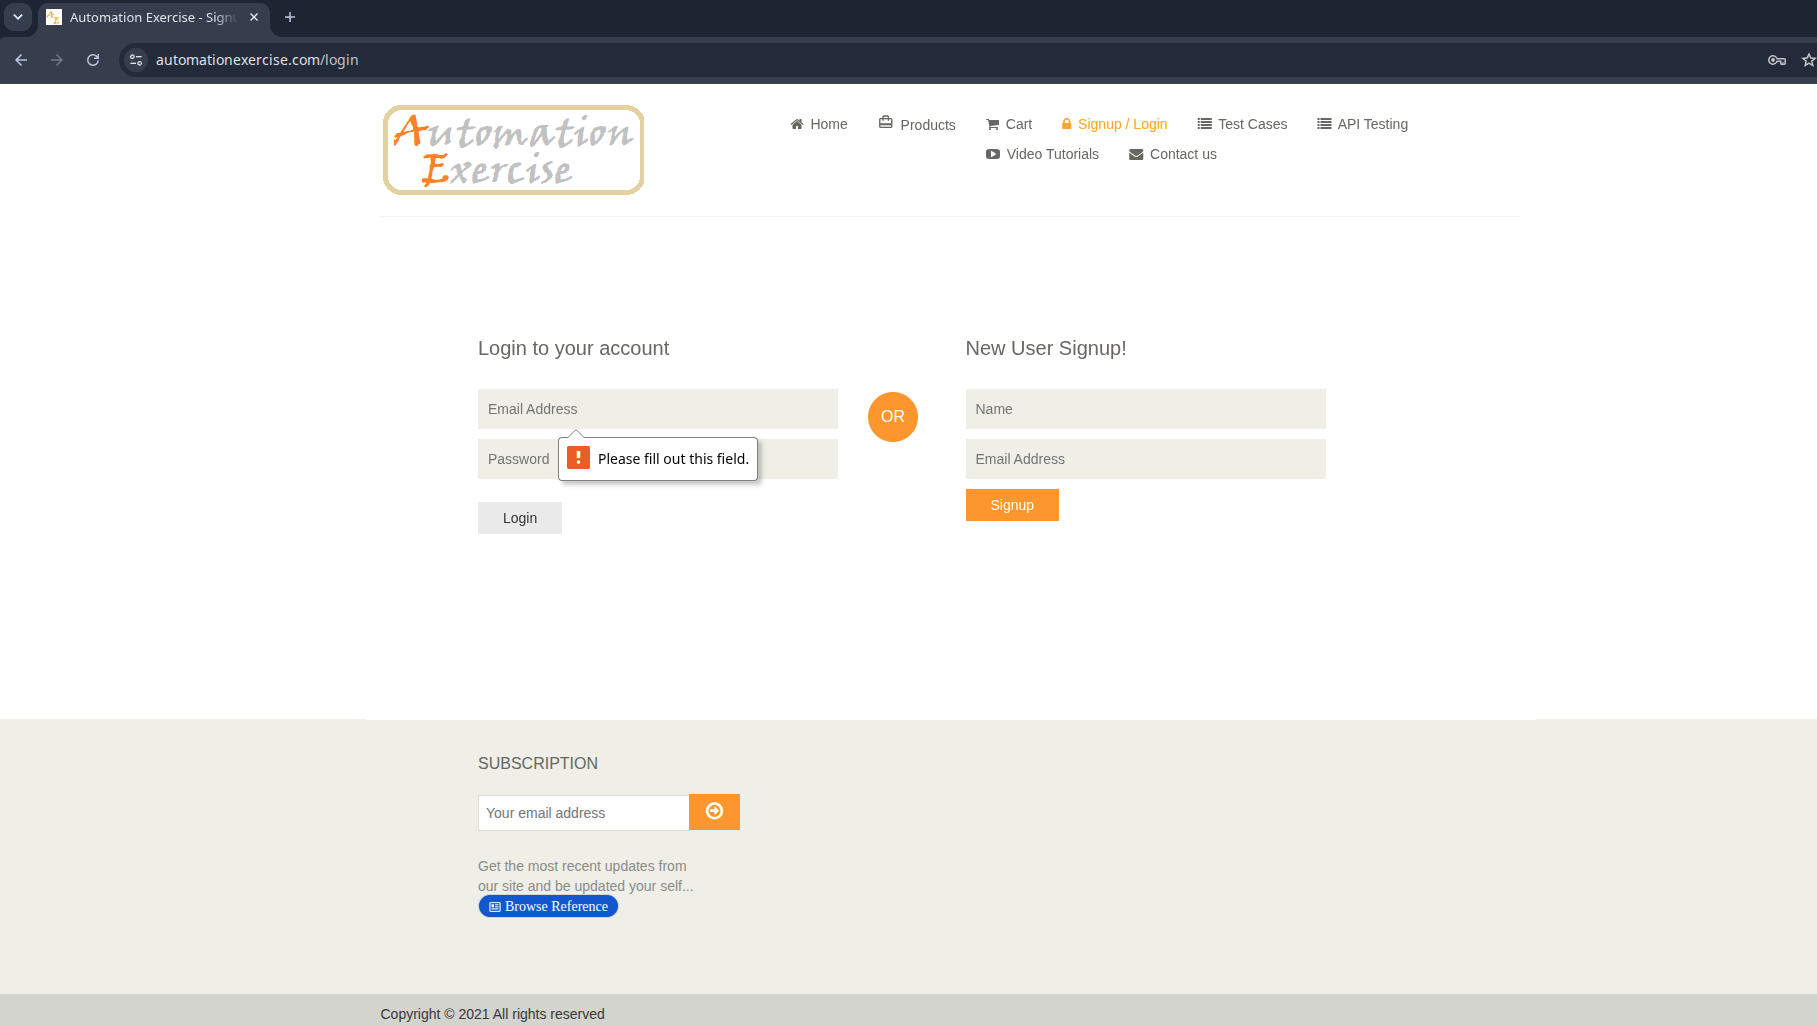 Automation Exercise - Sign
automationexercise.com/login
Automation
Exercise
Home
Products
Cart
Signup / Login
Test Cases
API Testing
Video Tutorials
Contact us
Login to your account
Email Address
Password
Please fill out this field.
Login
OR
New User Signup!
Name
Email Address
Signup
SUBSCRIPTION
Your email address
Get the most recent updates from
our site and be updated your self...
Browse Reference
Copyright © 2021 All rights reserved